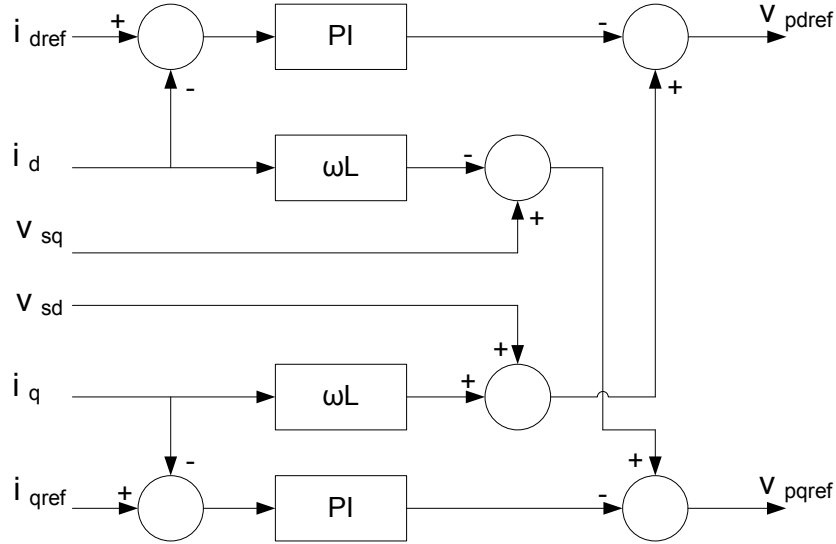 i dref + PI - v pdref
- +
i d ωL -
v sq +
v sd
+
i q ωL + 
- +
i qref + PI - v pqref